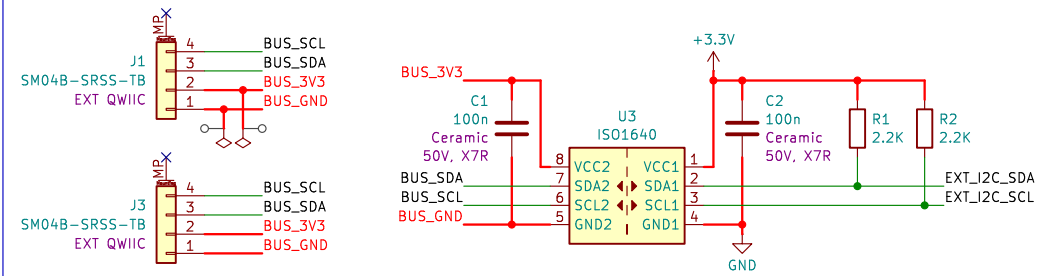 MP
J1
SM04B-SRSS-TB
EXT QWIIC
4 BUS_SCL
3 BUS_SDA
2 BUS_3V3
1 BUS_GND
MP
J3
SM04B-SRSS-TB
EXT QWIIC
4 BUS_SCL
3 BUS_SDA
2 BUS_3V3
1 BUS_GND
BUS_3V3
C1
100n
Ceramic
50V, X7R
BUS_SDA
BUS_SCL
BUS_GND
U3
ISO1640
8 VCC2 VCC1 1
7 SDA2 SDA1 2
6 SCL2 SCL1 3
5 GND2 GND1 4
+3.3V
C2
100n
Ceramic
50V, X7R
R1
2.2K
R2
2.2K
EXT_I2C_SDA
EXT_I2C_SCL
GND